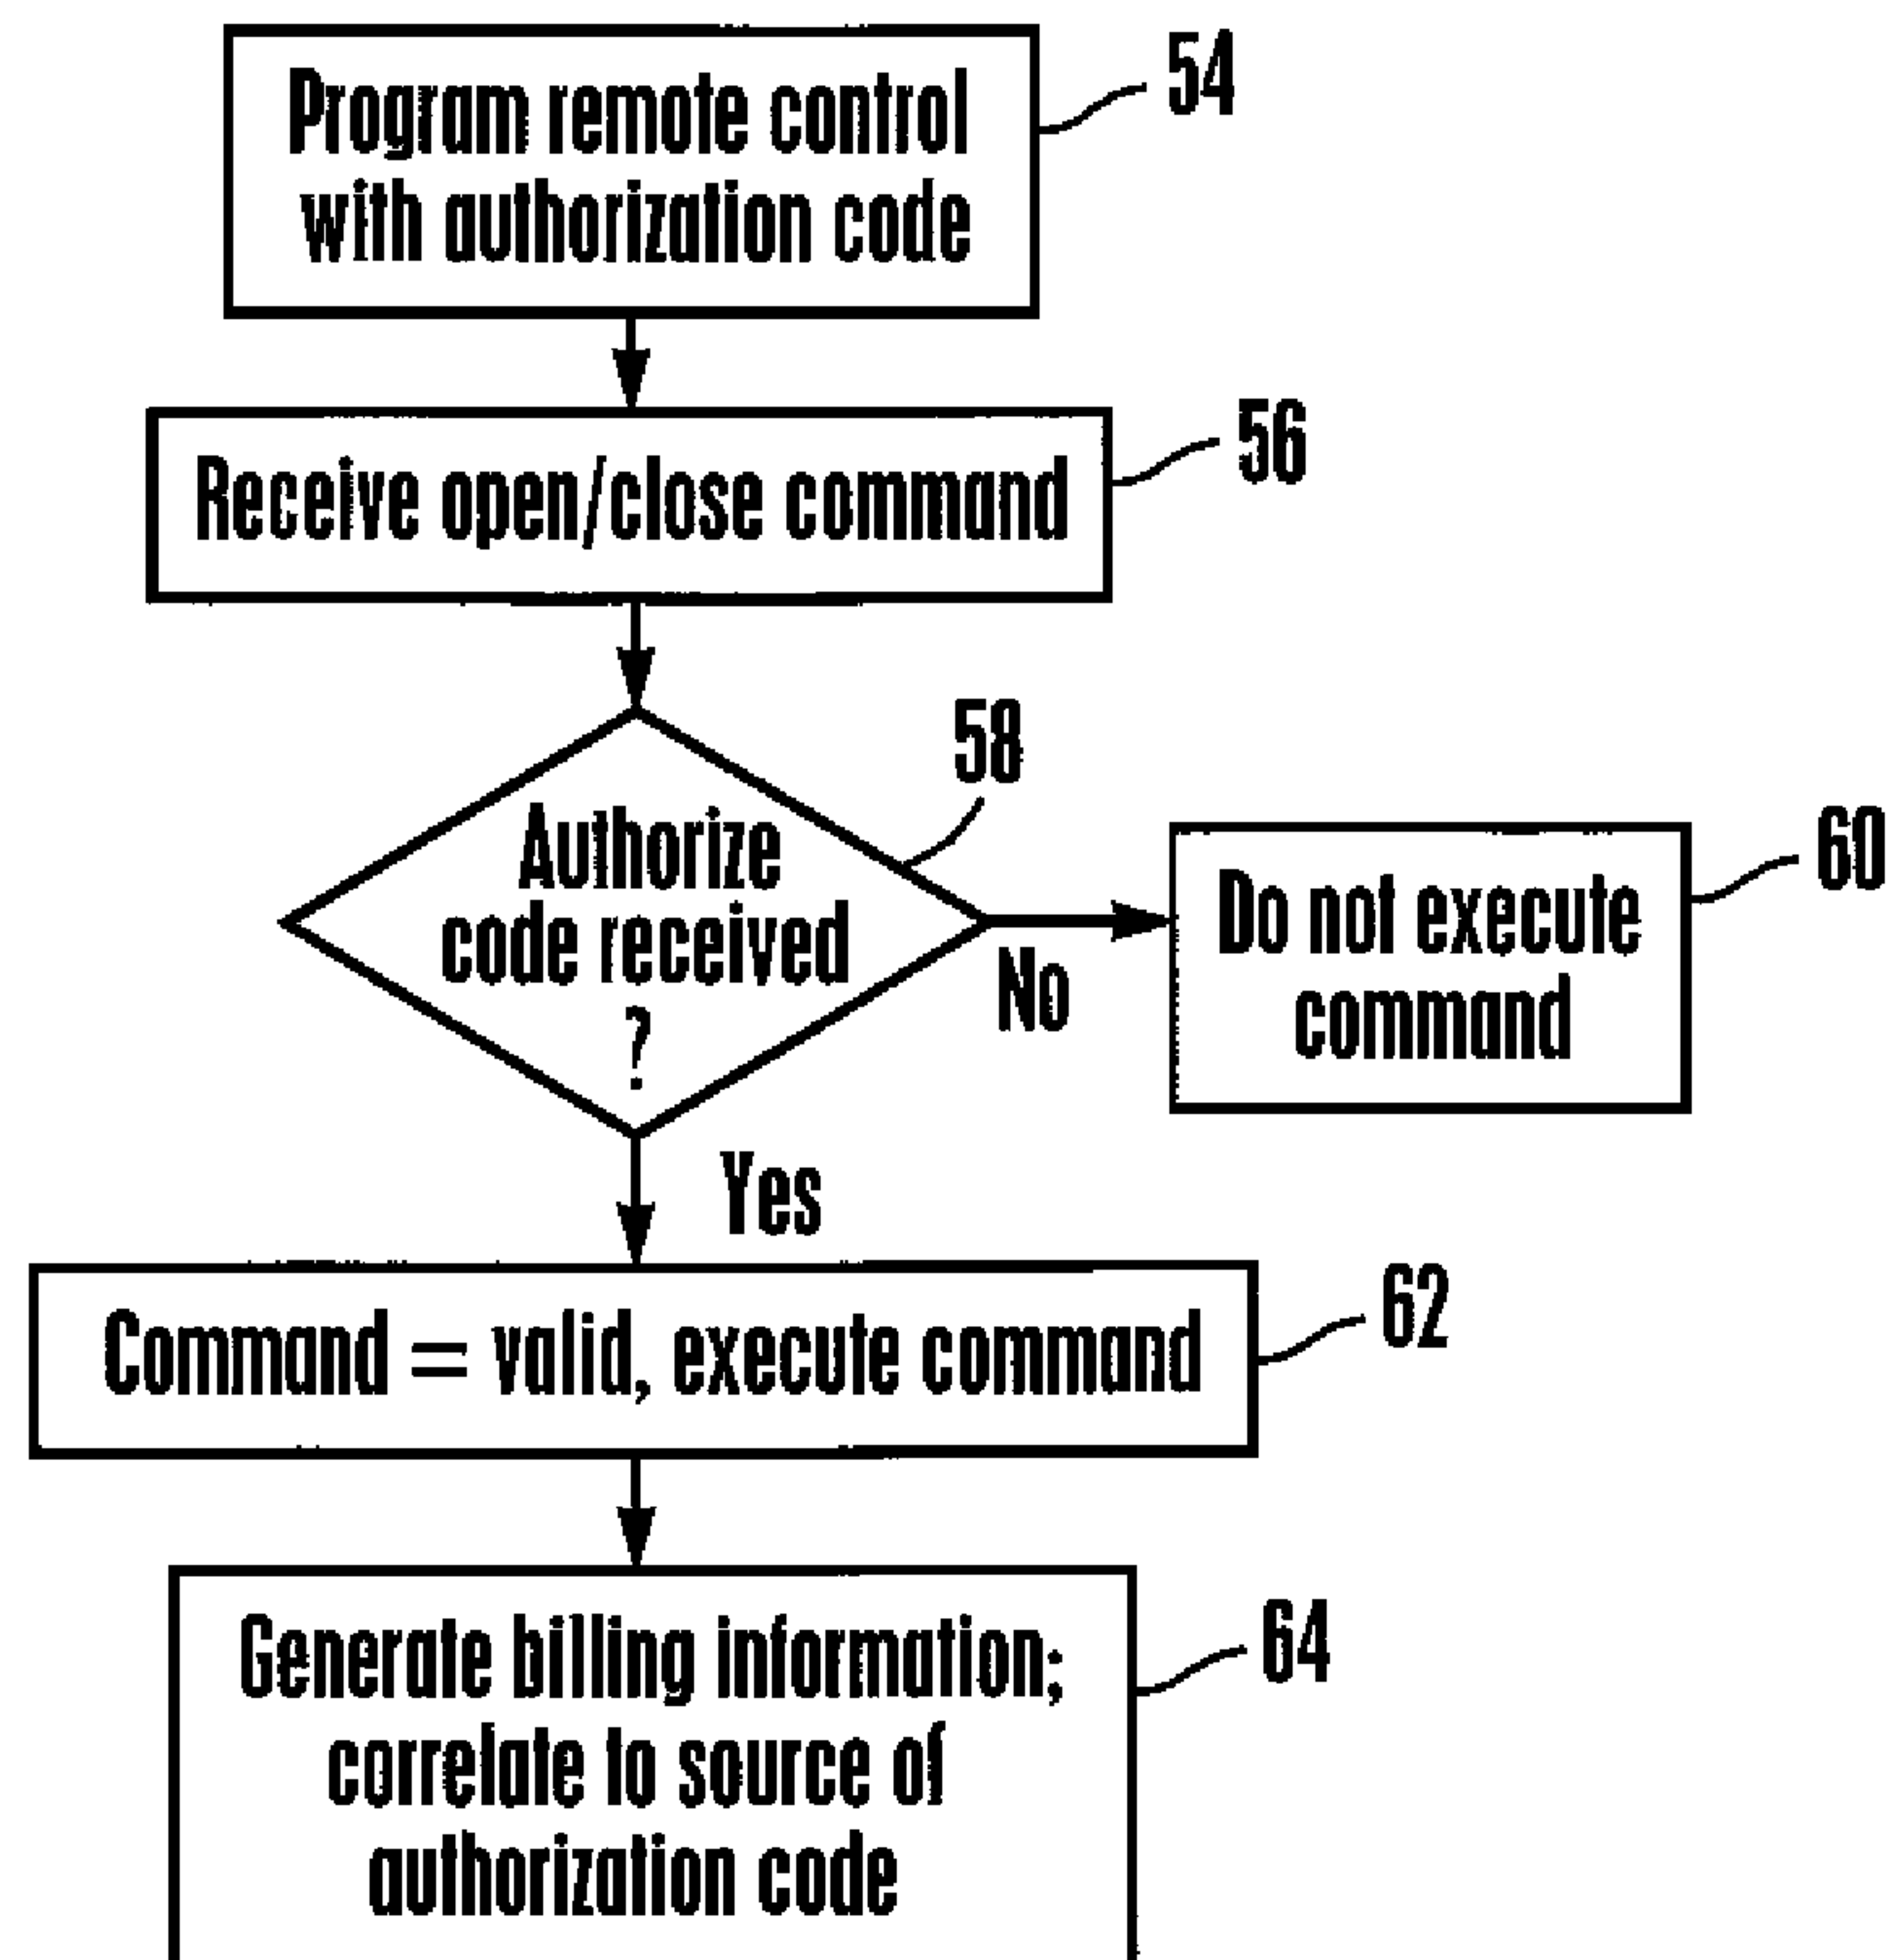 Program remote control
with authorization code
54
Receive open/close command
56
58
Authorize
code received
?
No
Do not execute
command
60
Yes
Command = valid, execute command
62
Generate billing information;
correlate to source of
authorization code
64